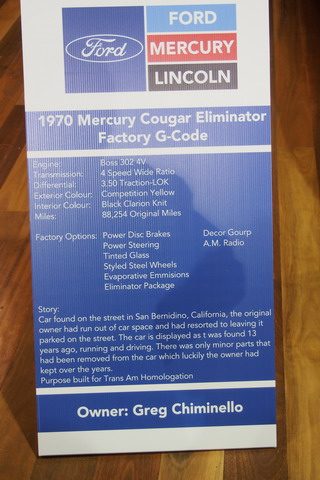 Ford
FORD
MERCURY
LINCOLN
1970 Mercury Cougar Eliminator
Factory G-Code
Engine: Boss 302 4V
Transmission: 4 Speed Wide Ratio
Differential: 3.50 Traction-LOK
Exterior Colour: Competition Yellow
Interior Colour: Black Clarion Knit
Miles: 88,254 Original Miles
Factory Options: Power Disc Brakes Decor Gourp
Power Steering A.M. Radio
Tinted Glass
Styled Steel Wheels
Evaporative Emmisions
Eliminator Package
Story:
Car found on the street in San Bernidino, California, the original
owner had run out of car space and had resorted to leaving it
parked on the street. The car is displayed as t was found 13
years ago, running and driving. There was only minor parts that
had been removed from the car which luckily the owner had
kept over the years.
Purpose built for Trans Am Homologation
Owner: Greg Chiminello